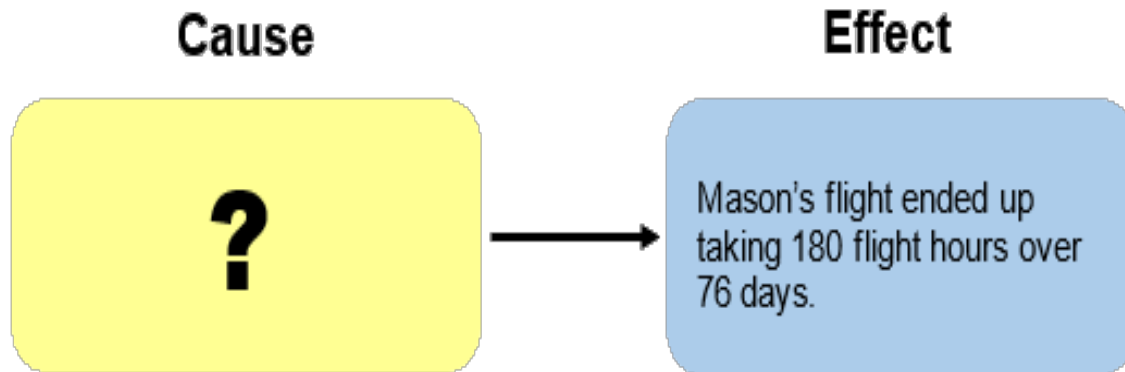 Cause
Effect
?
Mason's flight ended up
taking 180 flight hours over
76 days.